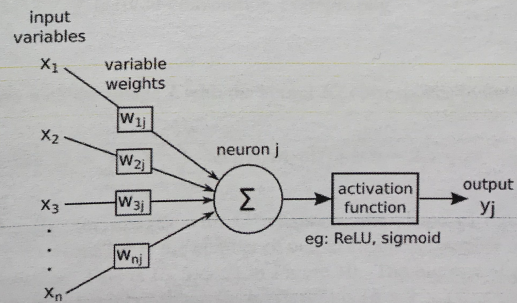 input
variables
x1
variable
weights
w1j
x2
w2j
neuron j
Σ
x3
w3j
activation
function
output
yj
eg: ReLU, sigmoid
.
.
.
wnj
xn